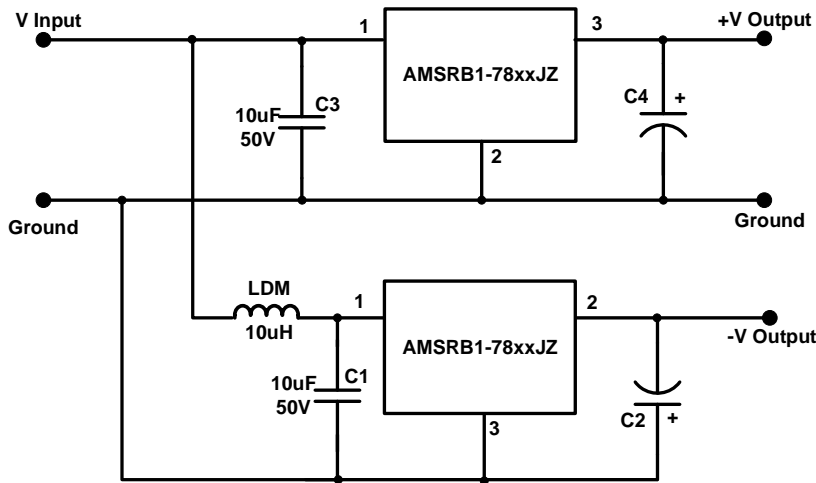 V Input
1
3
+V Output
AMSRB1-78xxJZ
C3
10uF
50V
C4
+
2
Ground
Ground
LDM
10uH
1
2
AMSRB1-78xxJZ
-V Output
10uF
50V
C1
C2
+
3